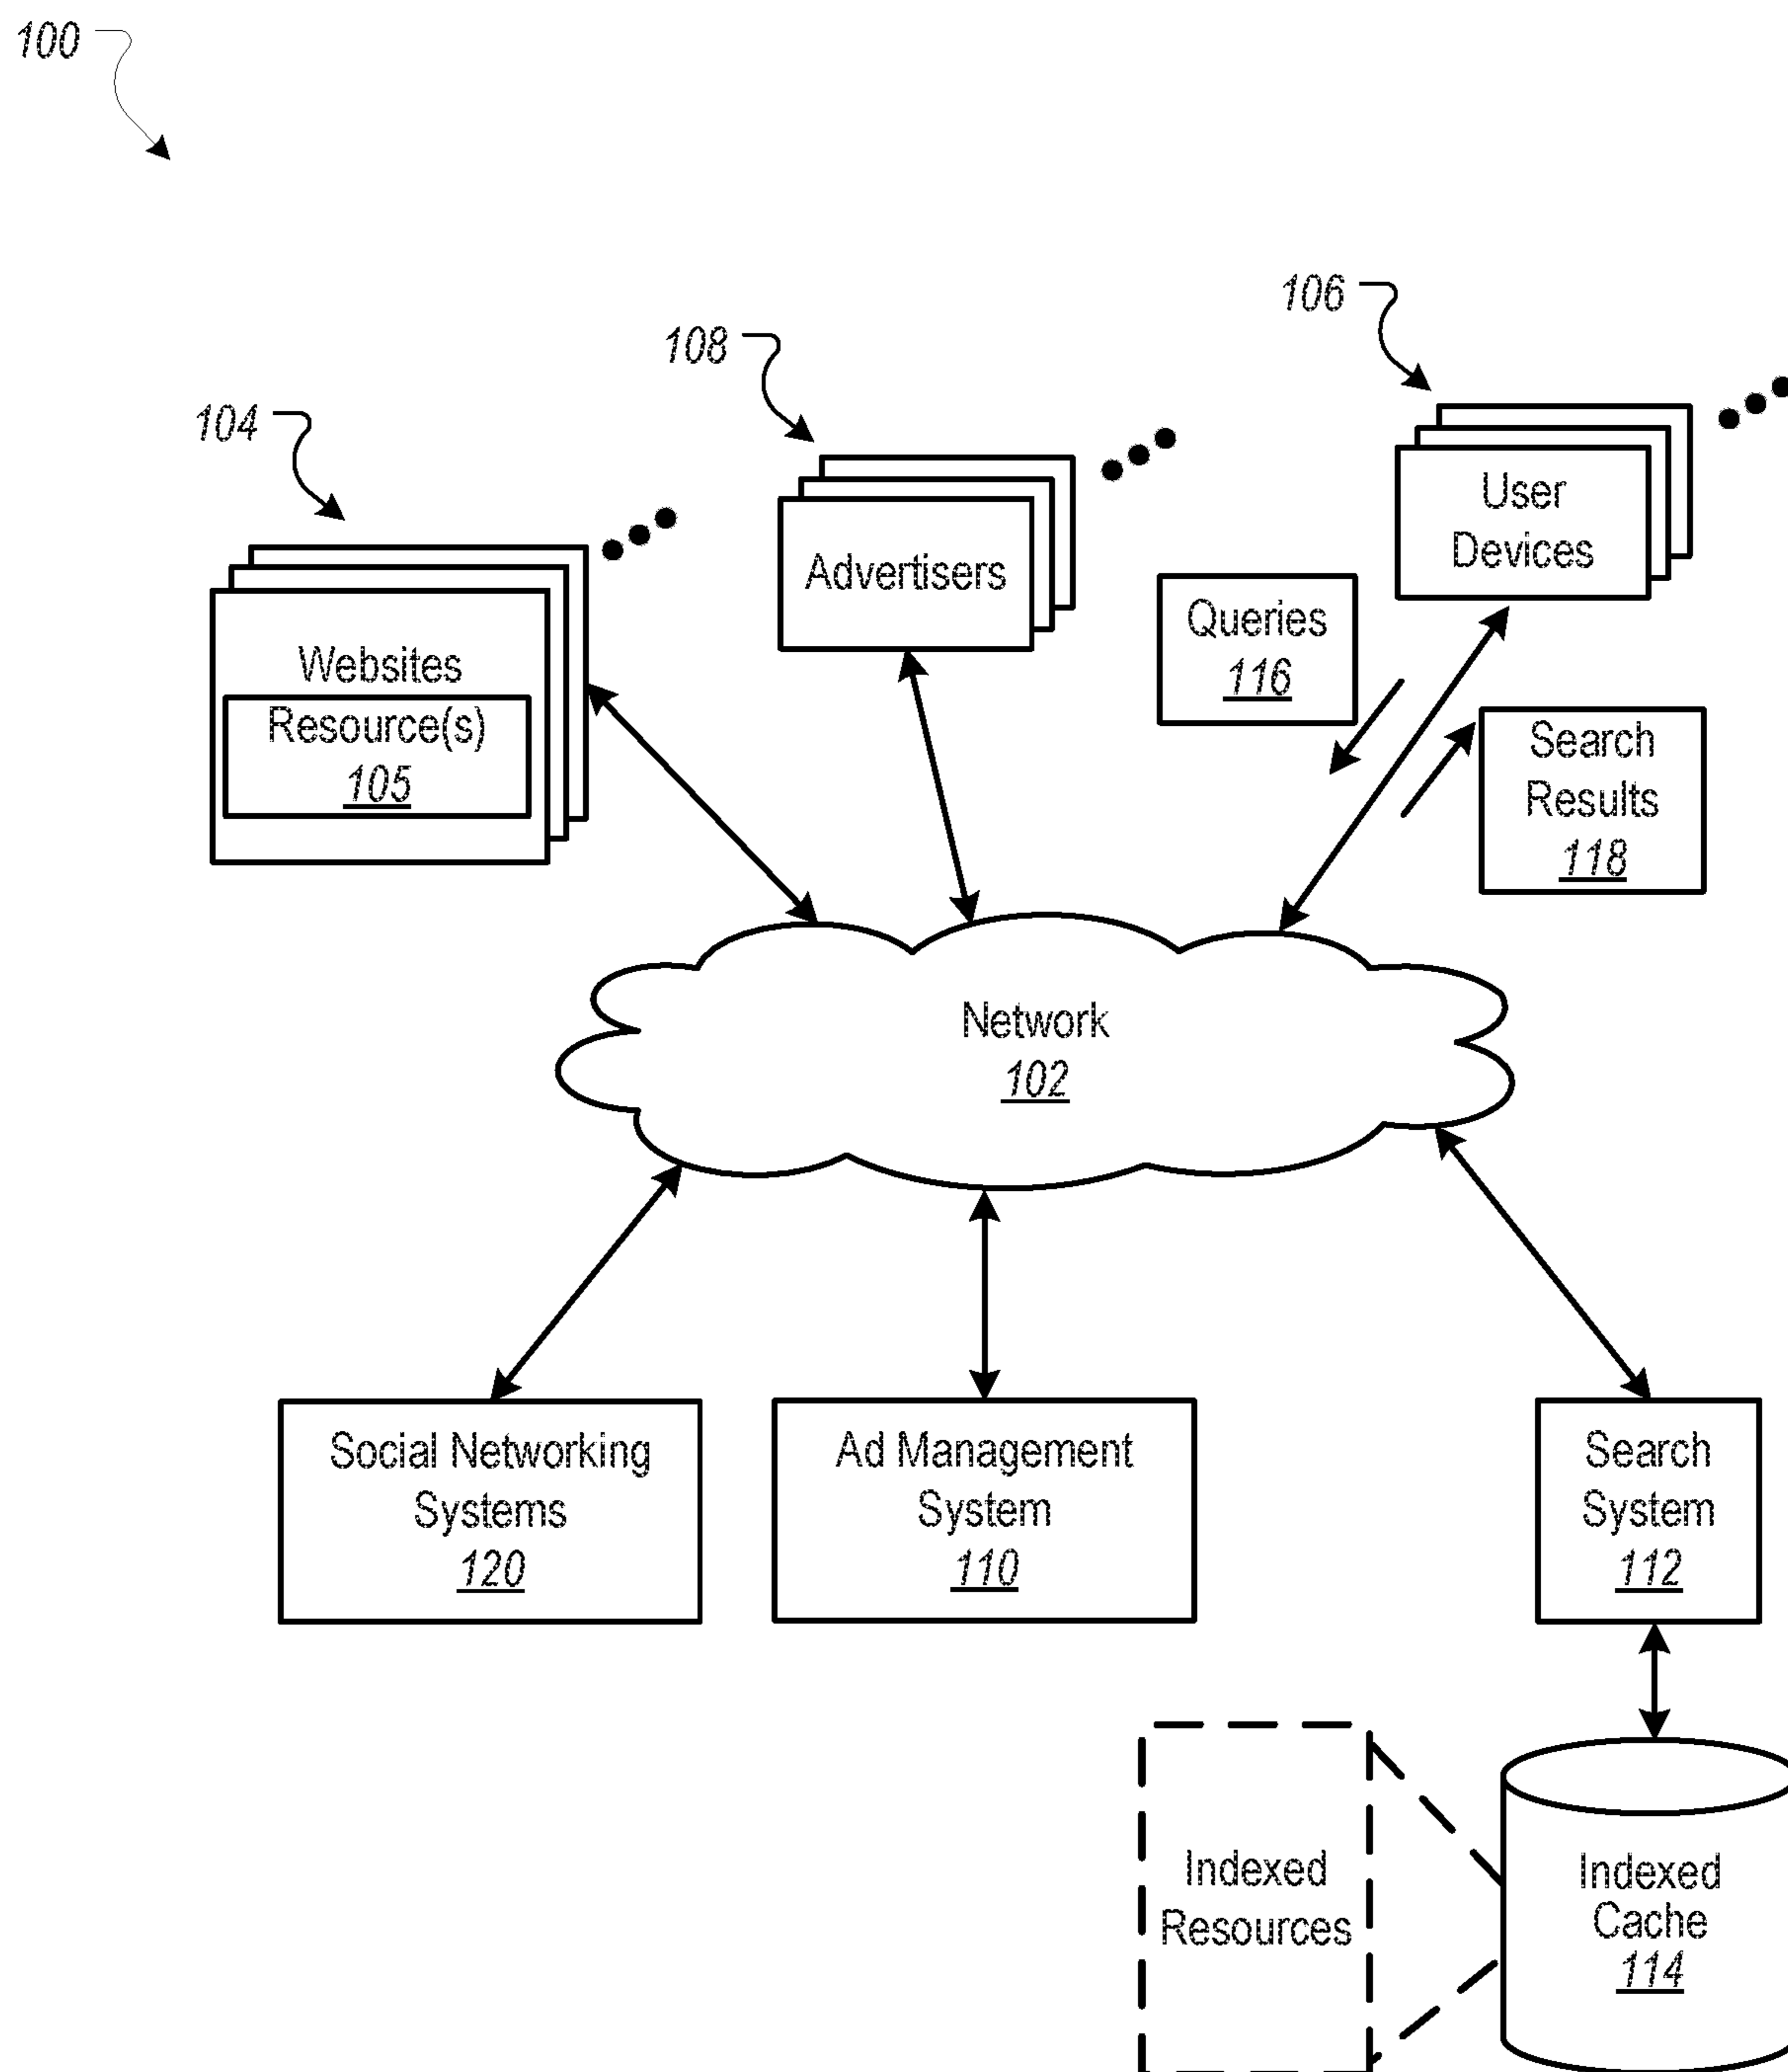 100
106
108
104
User
Devices
Advertisers
Queries
116
Websites
Resource(s)
105
Search
Results
118
Network
102
Social Networking
Systems
120
Ad Management
System
110
Search
System
112
Indexed
Resources
Indexed
Cache
114